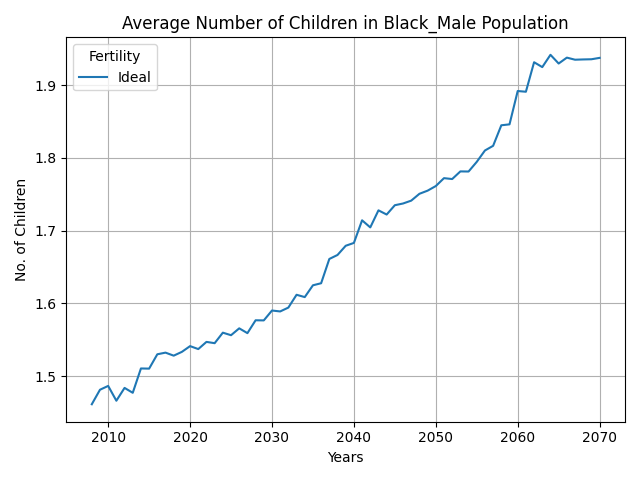 Average Number of Children in Black_Male Population
Fertility
Ideal
No. of Children
1.9
1.8
1.7
1.6
1.5
2010 2020 2030 2040 2050 2060 2070
Years